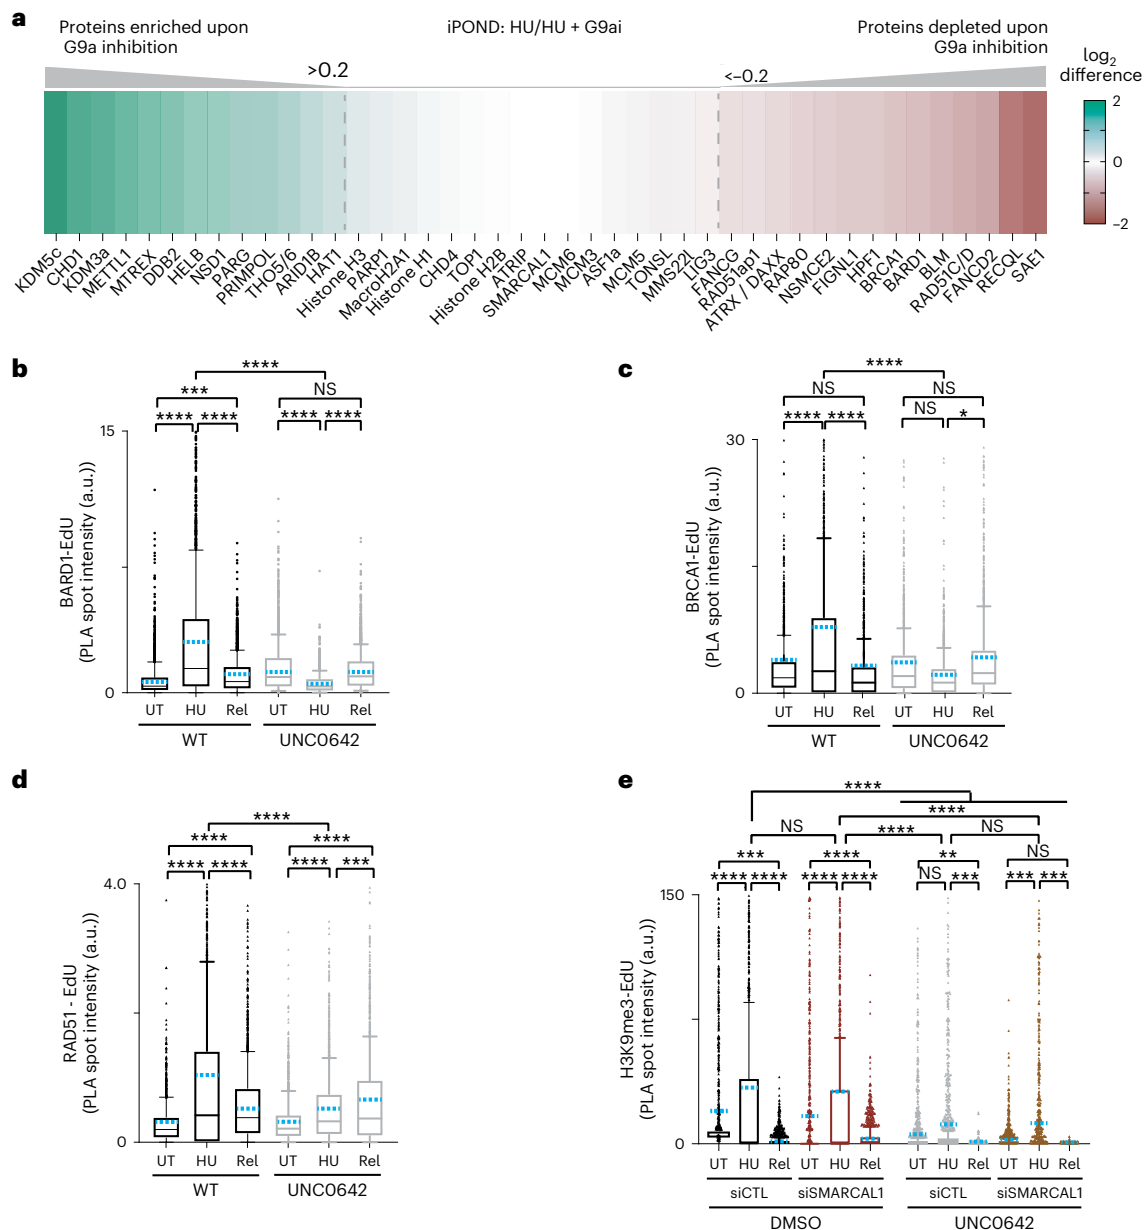 a
Proteins enriched upon
G9a inhibition
iPOND: HU/HU + G9ai
Proteins depleted upon
G9a inhibition
>0.2
<–0.2
log2
difference
2
0
–2
KDM5c
CHD1
KDM3a
METTL1
MTREX
DDB2
HELB
NSD1
PARG
PRIMPOL
THO5/6
ARID1B
HAT1
Histone H3
PARP1
MacroH2A1
Histone H1
CHD4
TOP1
Histone H2B
ATRIP
SMARCAL1
MCM6
MCM3
ASF1a
MCM5
TONSL
MMS22l
LIG3
FANCG
RAD51ap1
ATRX / DAXX
RAP80
NSMCE2
FIGNL1
HPF1
BRCA1
BARD1
BLM
RAD51C/D
FANCD2
RECQL
SAE1
b
****
*** NS
**** **** **** ****
15
0
BARD1-EdU
(PLA spot intensity (a.u.))
UT HU Rel UT HU Rel
WT UNC0642
c
****
NS NS
**** **** NS *
30
15
0
BRCA1-EdU
(PLA spot intensity (a.u.))
UT HU Rel UT HU Rel
WT UNC0642
d
****
**** ****
**** **** **** ***
4.0
0
RAD51 - EdU
(PLA spot intensity (a.u.))
UT HU Rel UT HU Rel
WT UNC0642
e
****
****
NS **** NS
*** **** ** NS
**** **** **** **** NS *** *** ***
150
0
H3K9me3-EdU
(PLA spot intensity (a.u.))
UT HU Rel UT HU Rel UT HU Rel UT HU Rel
siCTL siSMARCAL1 siCTL siSMARCAL1
DMSO UNC0642